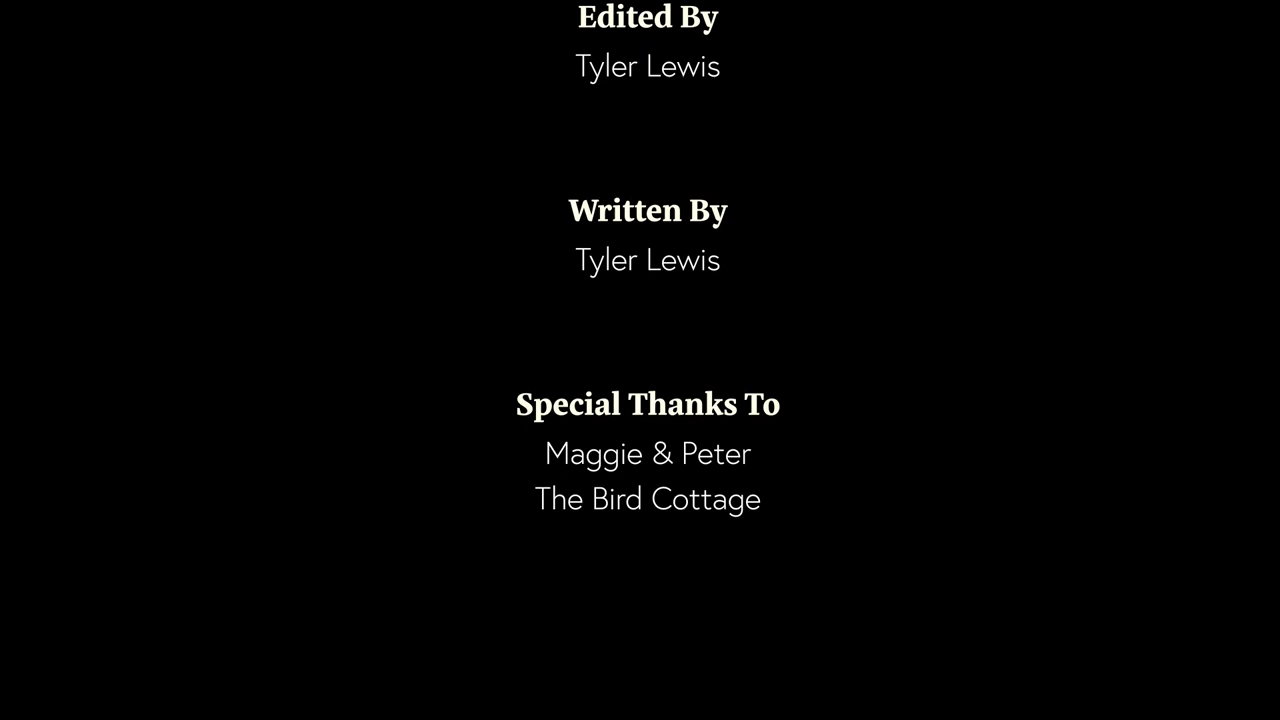 Edited By
Tyler Lewis
Written By
Tyler Lewis
Special Thanks To
Maggie & Peter
The Bird Cottage